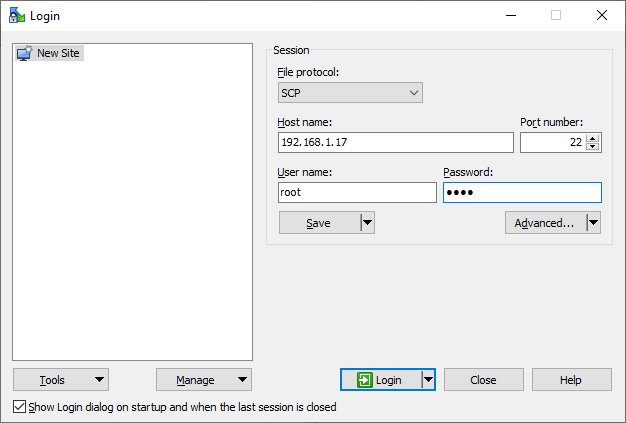 Login
New Site
Session
File protocol:
SCP
Host name:
Port number:
192.168.1.17
22
User name:
Password:
root
●●●●
Save
Advanced...
Tools
Manage
Login
Close
Help
Show Login dialog on startup and when the last session is closed